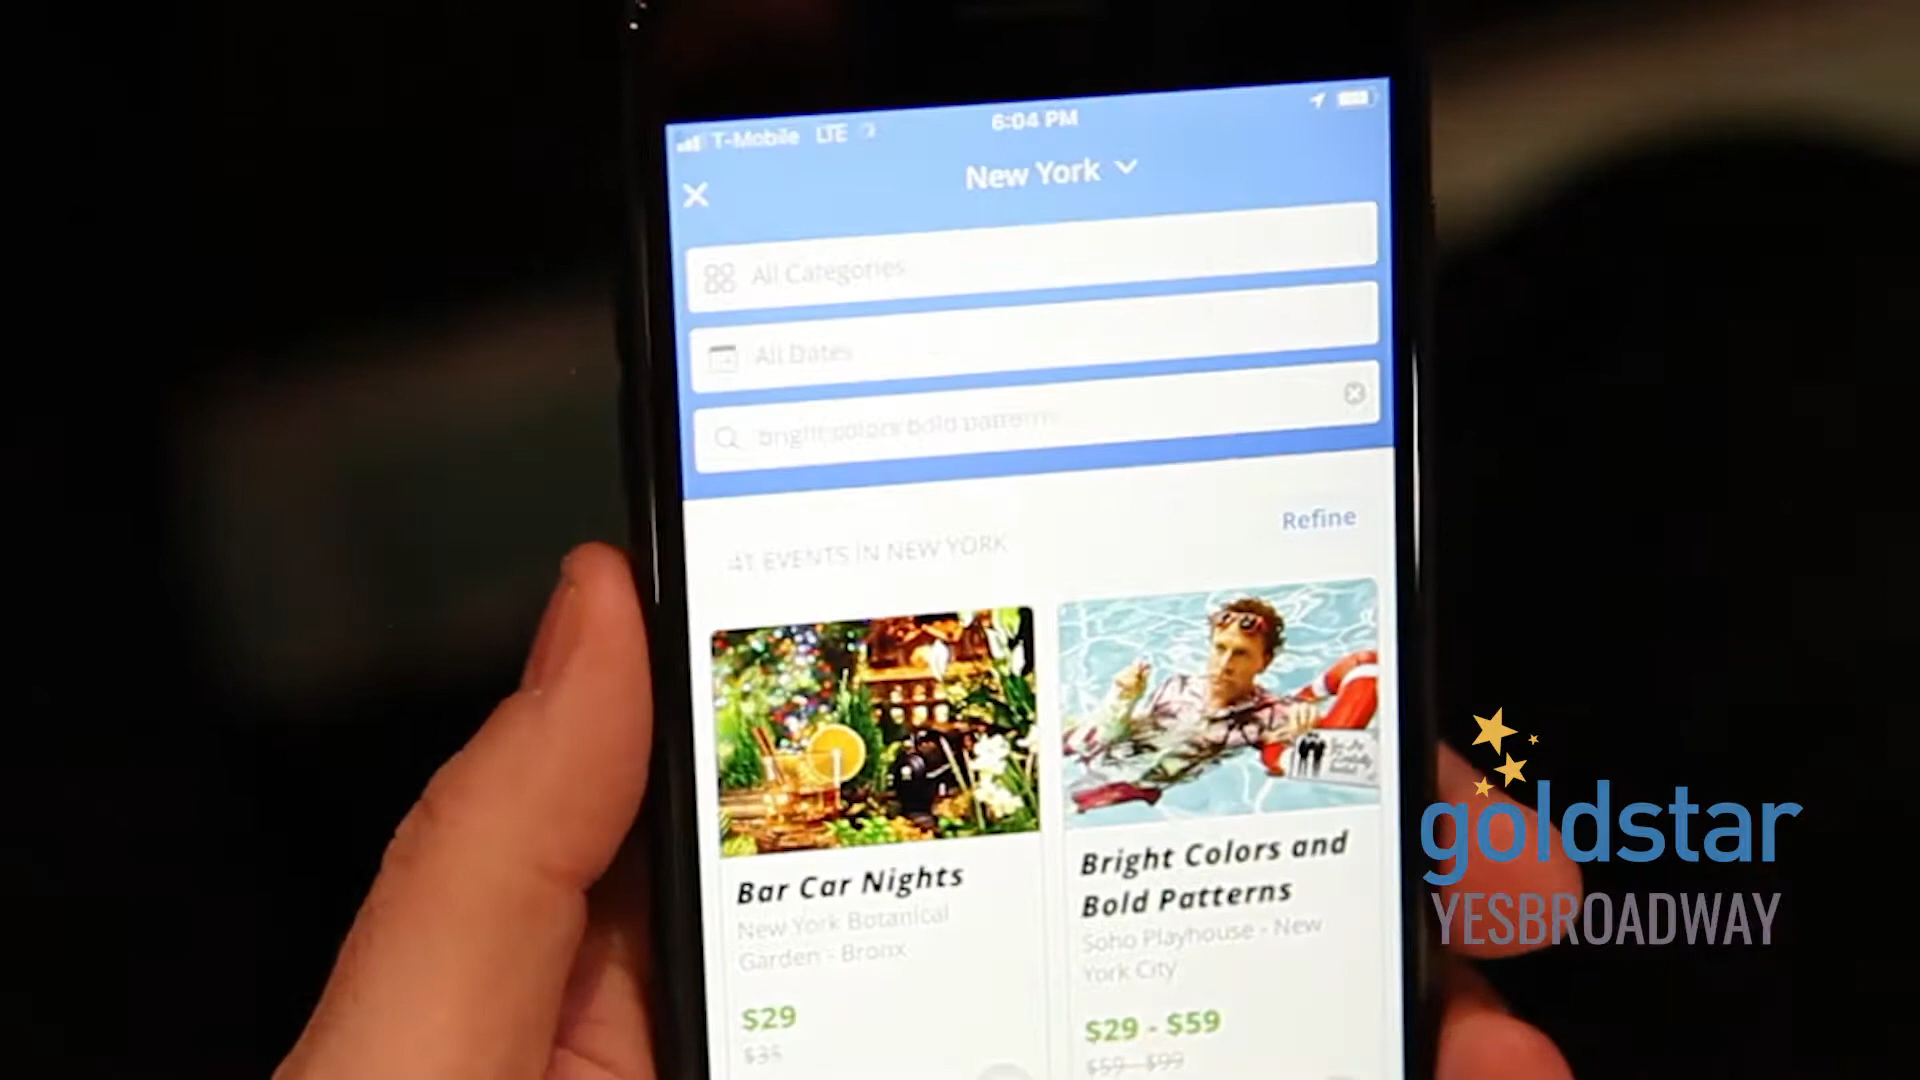 T-Mobile LTE 6:04 PM
New York
All Categories
All Dates
bright colors bold patterns
41 EVENTS IN NEW YORK
Refine
Bar Car Nights
New York Botanical
Garden - Bronx
$29
$35
Bright Colors and
Bold Patterns
Soho Playhouse - New
York City
$29 - $59
$59 - $99
goldstar
YESBROADWAY